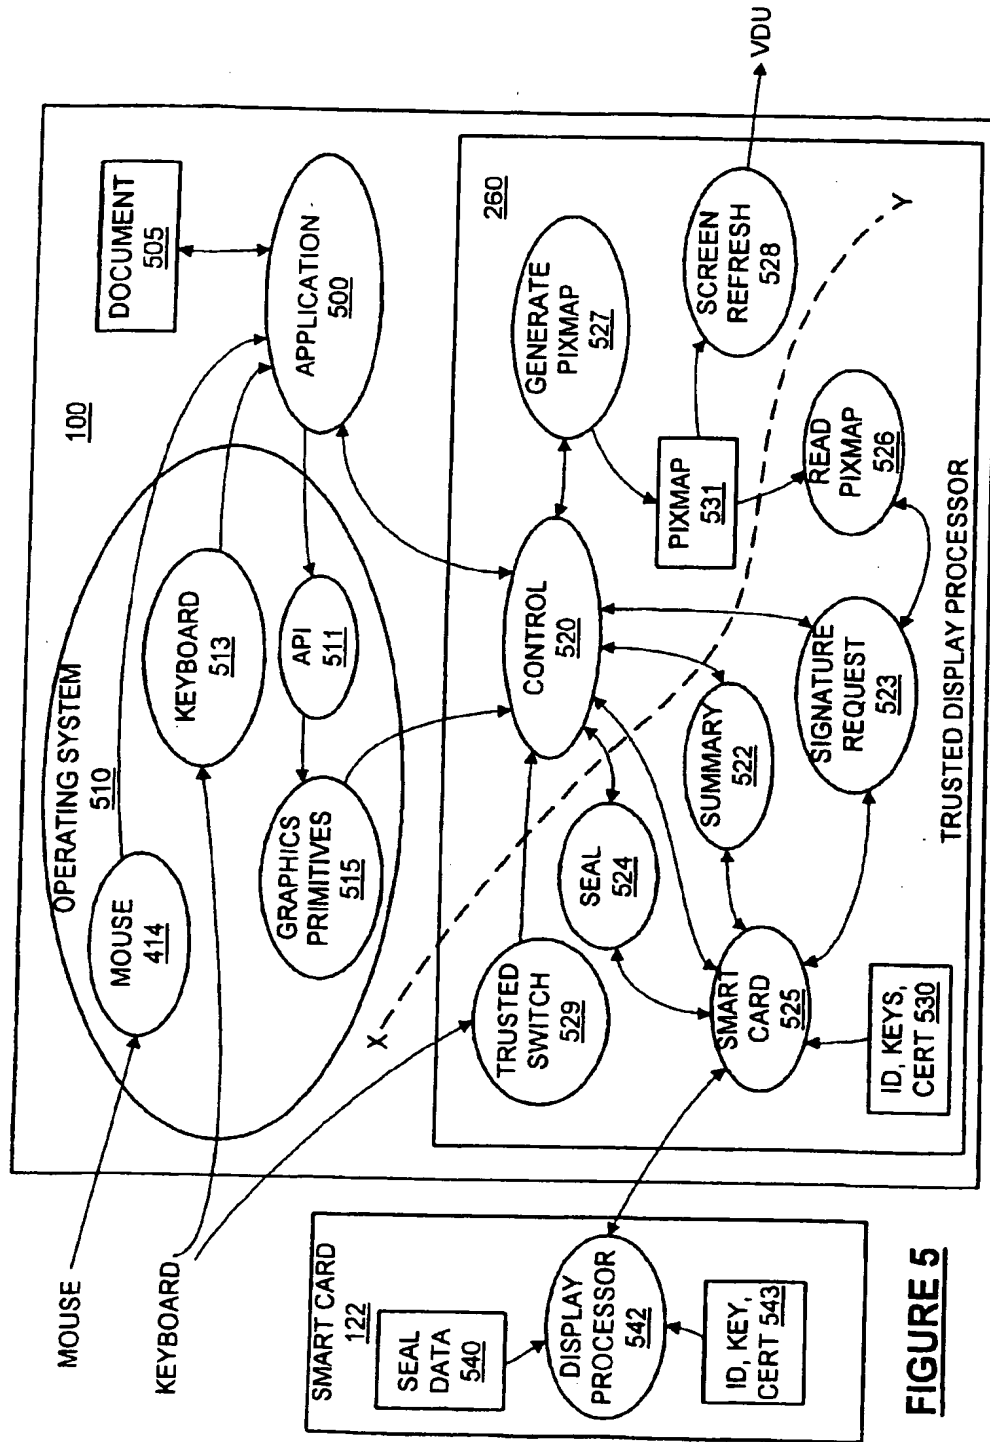 MOUSE
KEYBOARD
OPERATING SYSTEM
510
MOUSE
414
KEYBOARD
513
GRAPHICS
PRIMITIVES
515
API
511
100
DOCUMENT
505
APPLICATION
500
VDU
X
260
TRUSTED
SWITCH
529
CONTROL
520
GENERATE
PIXMAP
527
SEAL
524
PIXMAP
531
SCREEN
REFRESH
528
SUMMARY
522
Y
SMART
CARD
525
SIGNATURE
REQUEST
523
READ
PIXMAP
526
ID, KEYS,
CERT 530
TRUSTED DISPLAY PROCESSOR
SMART CARD
122
SEAL
DATA
540
DISPLAY
PROCESSOR
542
ID, KEY,
CERT 543
FIGURE 5